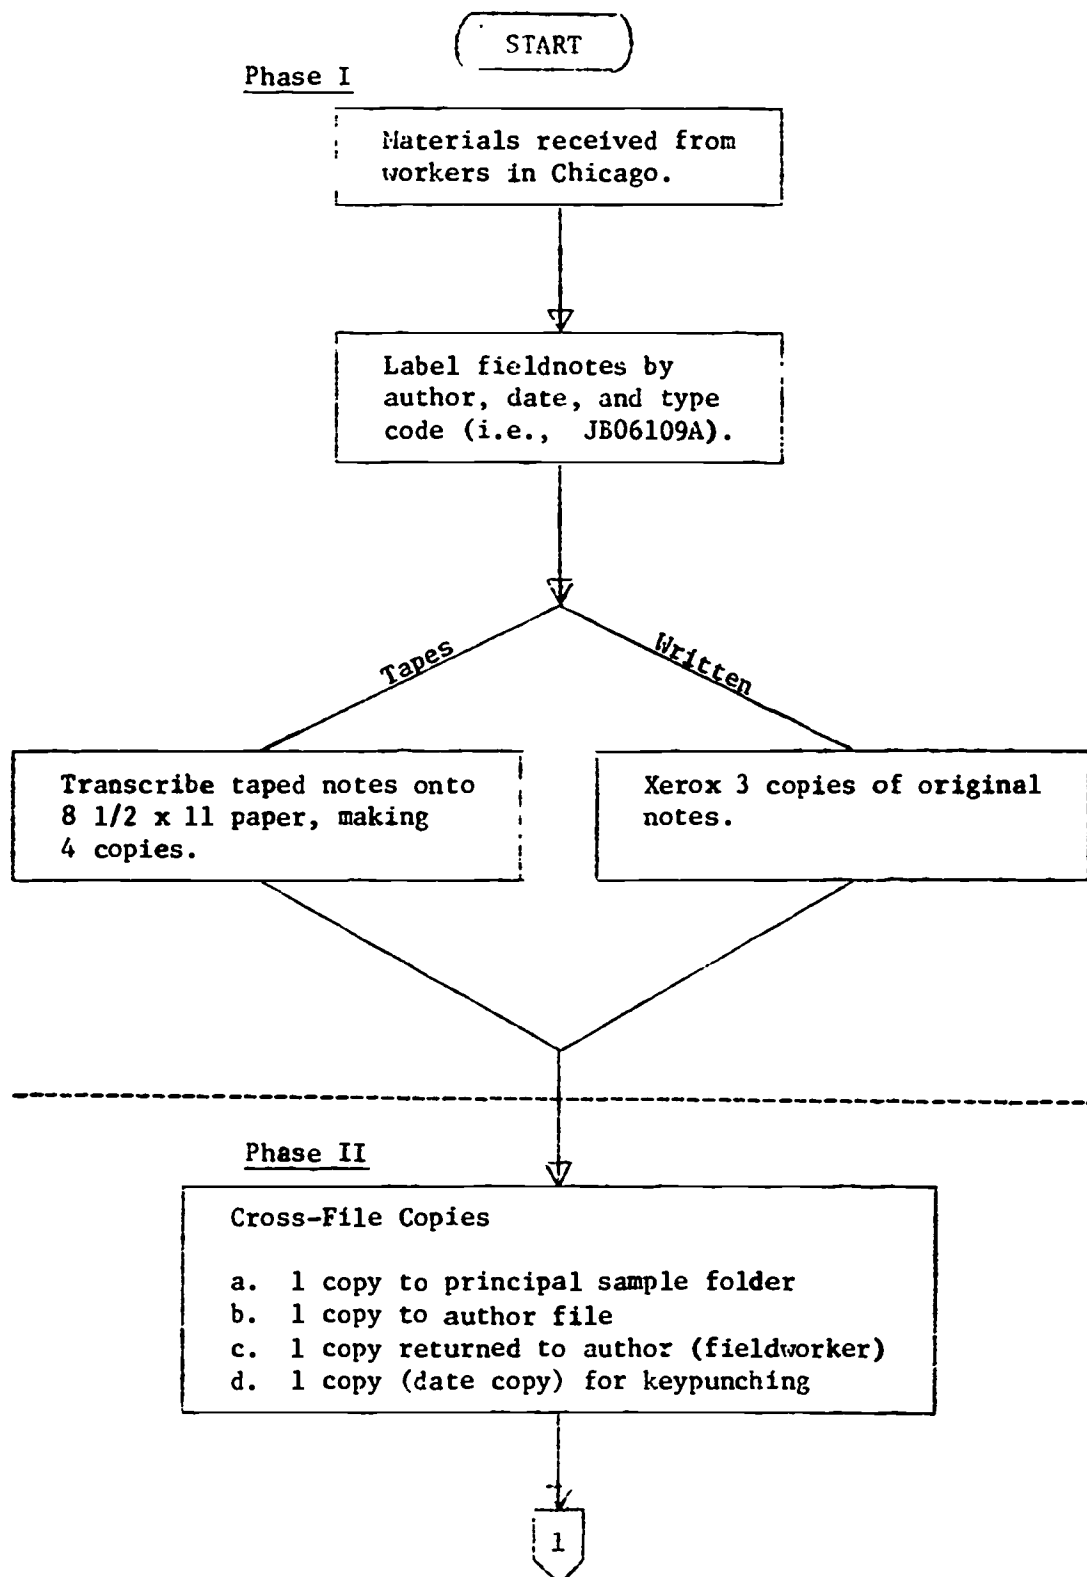 START
Phase I
Materials received from
workers in Chicago.
Label fieldnotes by
author, date, and type
code (i.e., JB06109A).
Tapes
Written
Transcribe taped notes onto
8 1/2 x 11 paper, making
4 copies.
Xerox 3 copies of original
notes.
Phase II
Cross-File Copies
a. 1 copy to principal sample folder
b. 1 copy to author file
c. 1 copy returned to author (fieldworker)
d. 1 copy (date copy) for keypunching
1